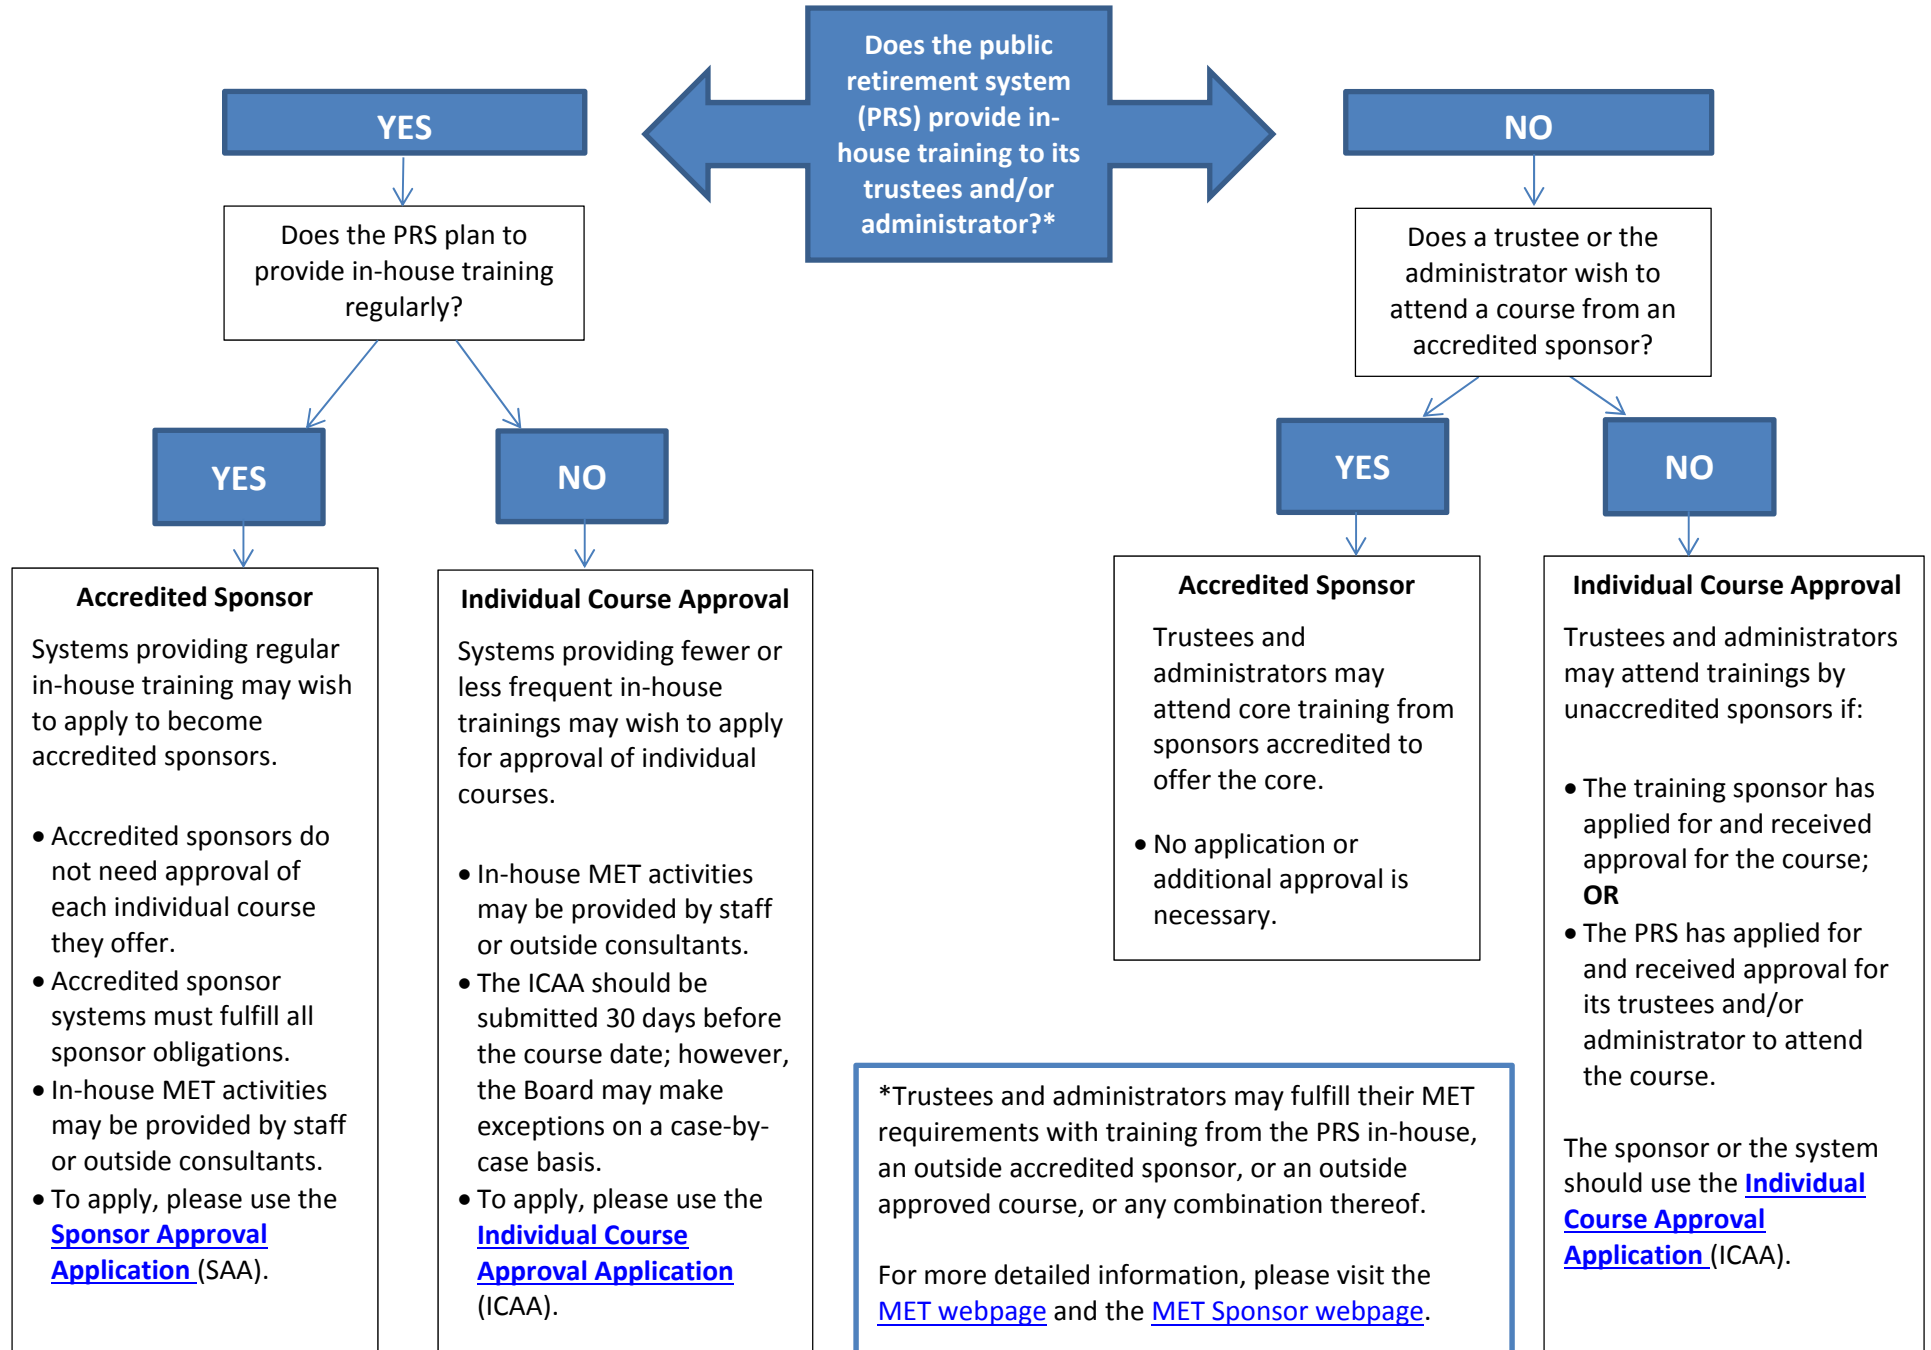 Does the public
retirement system
(PRS) provide in-
house training to its
trustees and/or
administrator?*
YES
Does the PRS plan to
provide in-house training
regularly?
YES
NO
Accredited Sponsor
Systems providing regular
in-house training may wish
to apply to become
accredited sponsors.
• Accredited sponsors do
not need approval of
each individual course
they offer.
• Accredited sponsor
systems must fulfill all
sponsor obligations.
• In-house MET activities
may be provided by staff
or outside consultants.
• To apply, please use the
Sponsor Approval
Application (SAA).
Individual Course Approval
Systems providing fewer or
less frequent in-house
trainings may wish to apply
for approval of individual
courses.
• In-house MET activities
may be provided by staff
or outside consultants.
• The ICAA should be
submitted 30 days before
the course date; however,
the Board may make
exceptions on a case-by-
case basis.
• To apply, please use the
Individual Course
Approval Application
(ICAA).
NO
Does a trustee or the
administrator wish to
attend a course from an
accredited sponsor?
YES
NO
Accredited Sponsor
Trustees and
administrators may
attend core training from
sponsors accredited to
offer the core.
• No application or
additional approval is
necessary.
Individual Course Approval
Trustees and administrators
may attend trainings by
unaccredited sponsors if:
• The training sponsor has
applied for and received
approval for the course;
OR
• The PRS has applied for
and received approval for
its trustees and/or
administrator to attend
the course.
The sponsor or the system
should use the Individual
Course Approval
Application (ICAA).
*Trustees and administrators may fulfill their MET
requirements with training from the PRS in-house,
an outside accredited sponsor, or an outside
approved course, or any combination thereof.
For more detailed information, please visit the
MET webpage and the MET Sponsor webpage.